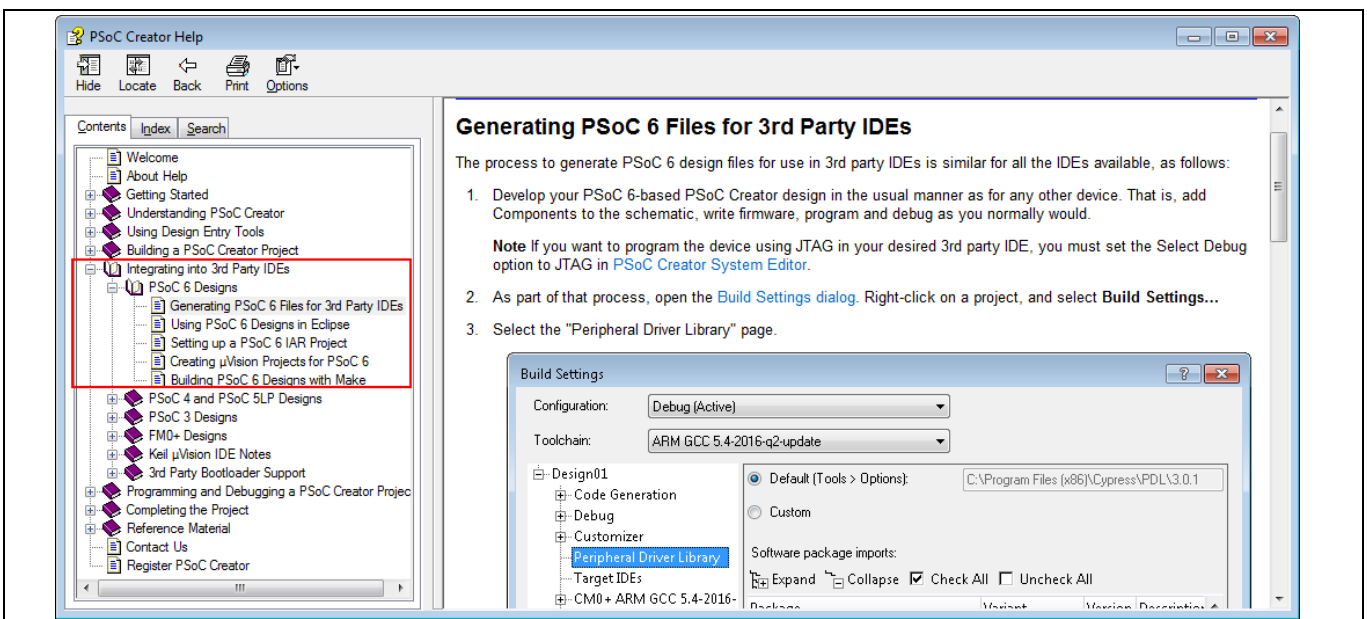 PSoC Creator Help
Hide Locate Back Print Options
Contents Index Search
Welcome
About Help
Getting Started
Understanding PSoC Creator
Using Design Entry Tools
Building a PSoC Creator Project
Integrating into 3rd Party IDEs
PSoC 6 Designs
Generating PSoC 6 Files for 3rd Party IDEs
Using PSoC 6 Designs in Eclipse
Setting up a PSoC 6 IAR Project
Creating µVision Projects for PSoC 6
Building PSoC 6 Designs with Make
PSoC 4 and PSoC 5LP Designs
PSoC 3 Designs
FM0+ Designs
Keil µVision IDE Notes
3rd Party Bootloader Support
Programming and Debugging a PSoC Creator Projec
Completing the Project
Reference Material
Contact Us
Register PSoC Creator
Generating PSoC 6 Files for 3rd Party IDEs
The process to generate PSoC 6 design files for use in 3rd party IDEs is similar for all the IDEs available, as follows:
1. Develop your PSoC 6-based PSoC Creator design in the usual manner as for any other device. That is, add
Components to the schematic, write firmware, program and debug as you normally would.
Note If you want to program the device using JTAG in your desired 3rd party IDE, you must set the Select Debug
option to JTAG in PSoC Creator System Editor.
2. As part of that process, open the Build Settings dialog. Right-click on a project, and select Build Settings...
3. Select the "Peripheral Driver Library" page.
Build Settings
Configuration: Debug (Active)
Toolchain: ARM GCC 5.4-2016-q2-update
Design01
Code Generation
Debug
Customizer
Peripheral Driver Library
Target IDEs
CM0+ ARM GCC 5.4-2016-
Default (Tools > Options): C:\Program Files (x86)\Cypress\PDL\3.0.1
Custom
Software package imports:
Expand Collapse Check All Uncheck All
Package Variant Version Description